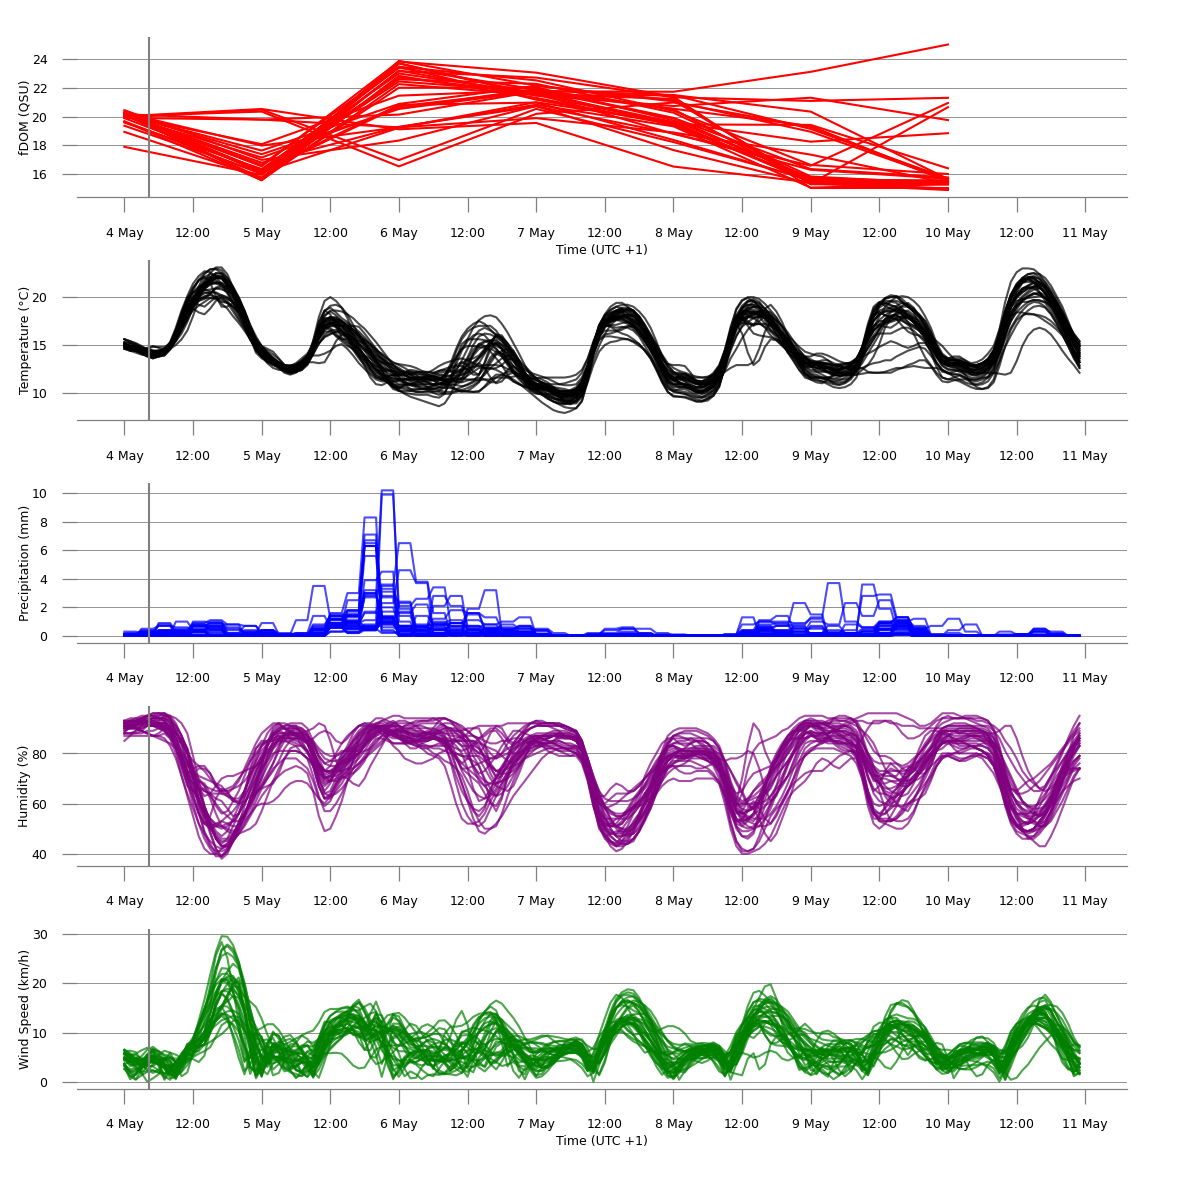 fDOM (QSU)
24
22
20
18
16
4 May 12:00 5 May 12:00 6 May 12:00 7 May 12:00 8 May 12:00 9 May 12:00 10 May 12:00 11 May
Time (UTC +1)
Temperature (°C)
20
15
10
4 May 12:00 5 May 12:00 6 May 12:00 7 May 12:00 8 May 12:00 9 May 12:00 10 May 12:00 11 May
Precipitation (mm)
10
8
6
4
2
0
4 May 12:00 5 May 12:00 6 May 12:00 7 May 12:00 8 May 12:00 9 May 12:00 10 May 12:00 11 May
Humidity (%)
80
60
40
4 May 12:00 5 May 12:00 6 May 12:00 7 May 12:00 8 May 12:00 9 May 12:00 10 May 12:00 11 May
Wind Speed (km/h)
30
20
10
0
4 May 12:00 5 May 12:00 6 May 12:00 7 May 12:00 8 May 12:00 9 May 12:00 10 May 12:00 11 May
Time (UTC +1)